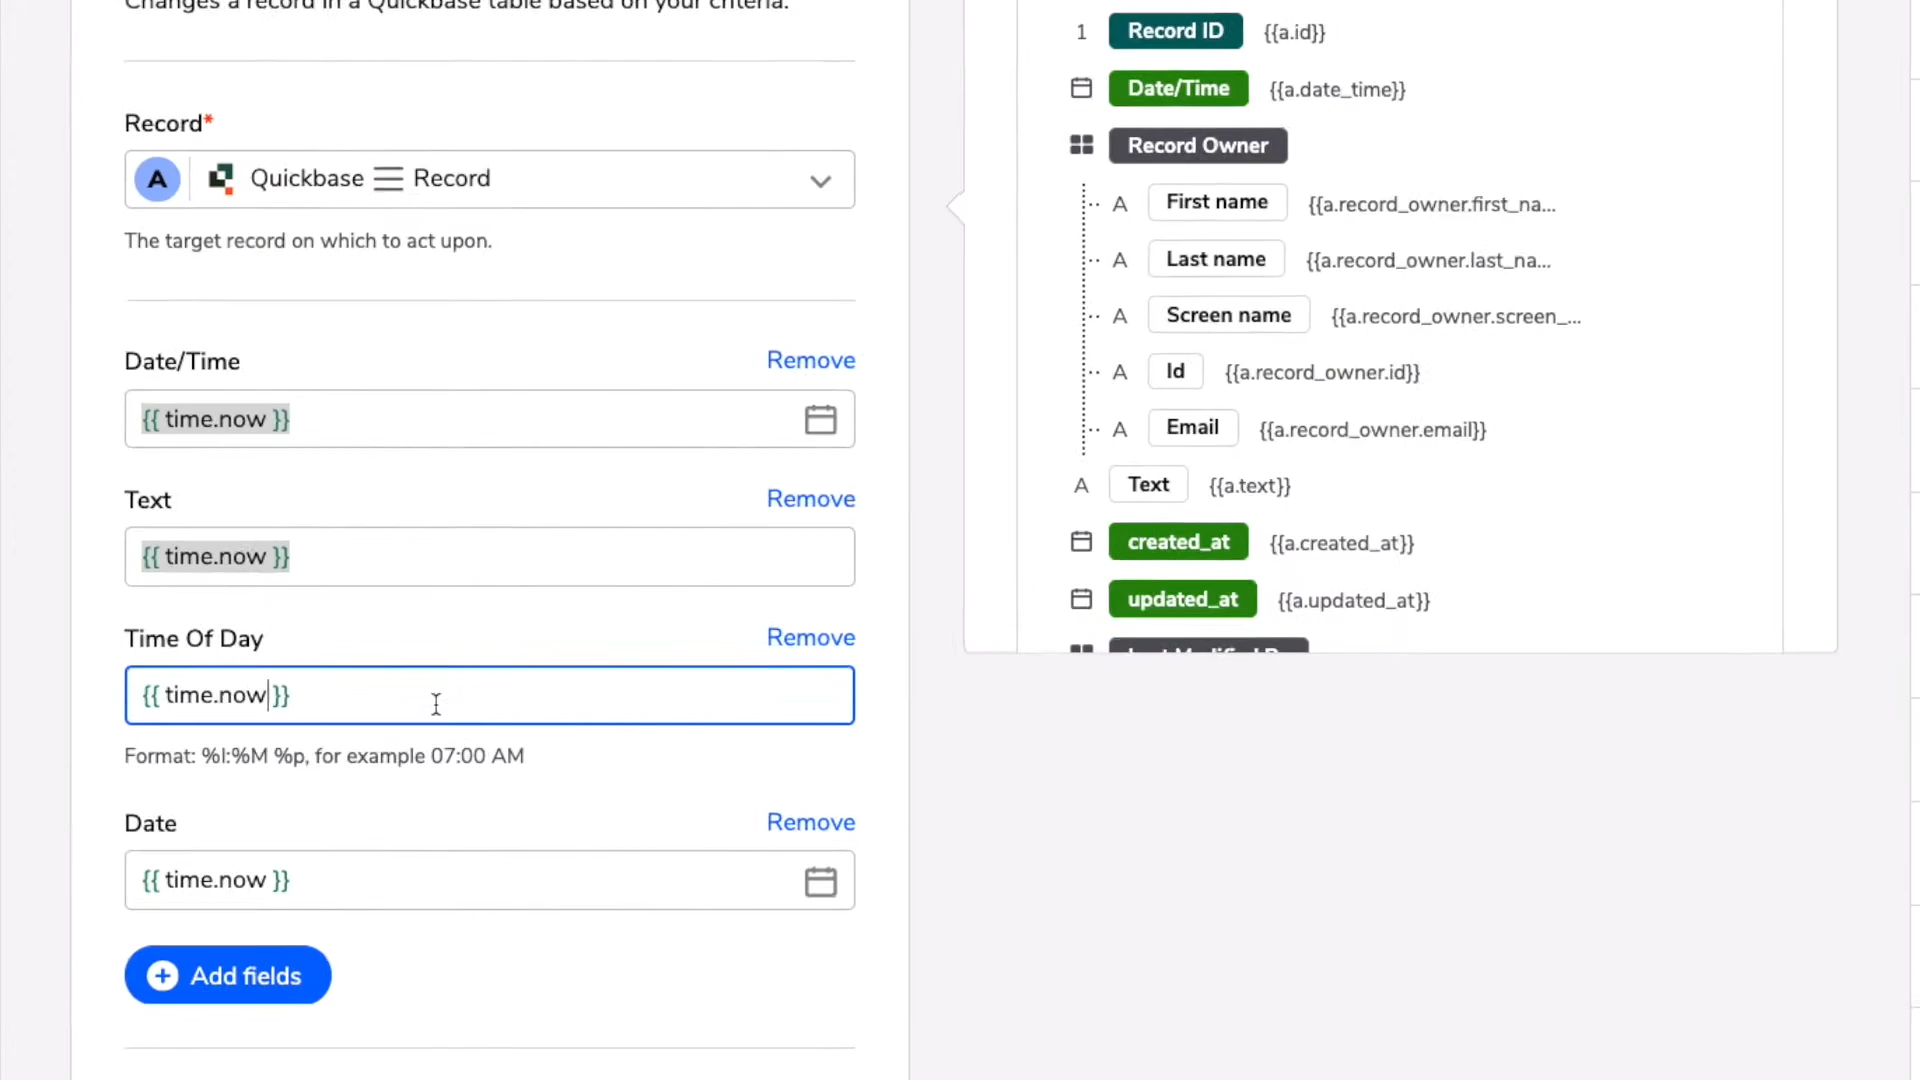 Changes a record in a Quickbase table based on your criteria.
Record*
A Quickbase Record
The target record on which to act upon.
Date/Time Remove
{{ time.now }}
Text Remove
{{ time.now }}
Time Of Day Remove
{{ time.now }}
Format: %I:%M %p, for example 07:00 AM
Date Remove
{{ time.now }}
Add fields
1 Record ID {{a.id}}
Date/Time {{a.date_time}}
Record Owner
A First name {{a.record_owner.first_na...
A Last name {{a.record_owner.last_na...
A Screen name {{a.record_owner.screen_...
A Id {{a.record_owner.id}}
A Email {{a.record_owner.email}}
A Text {{a.text}}
created_at {{a.created_at}}
updated_at {{a.updated_at}}